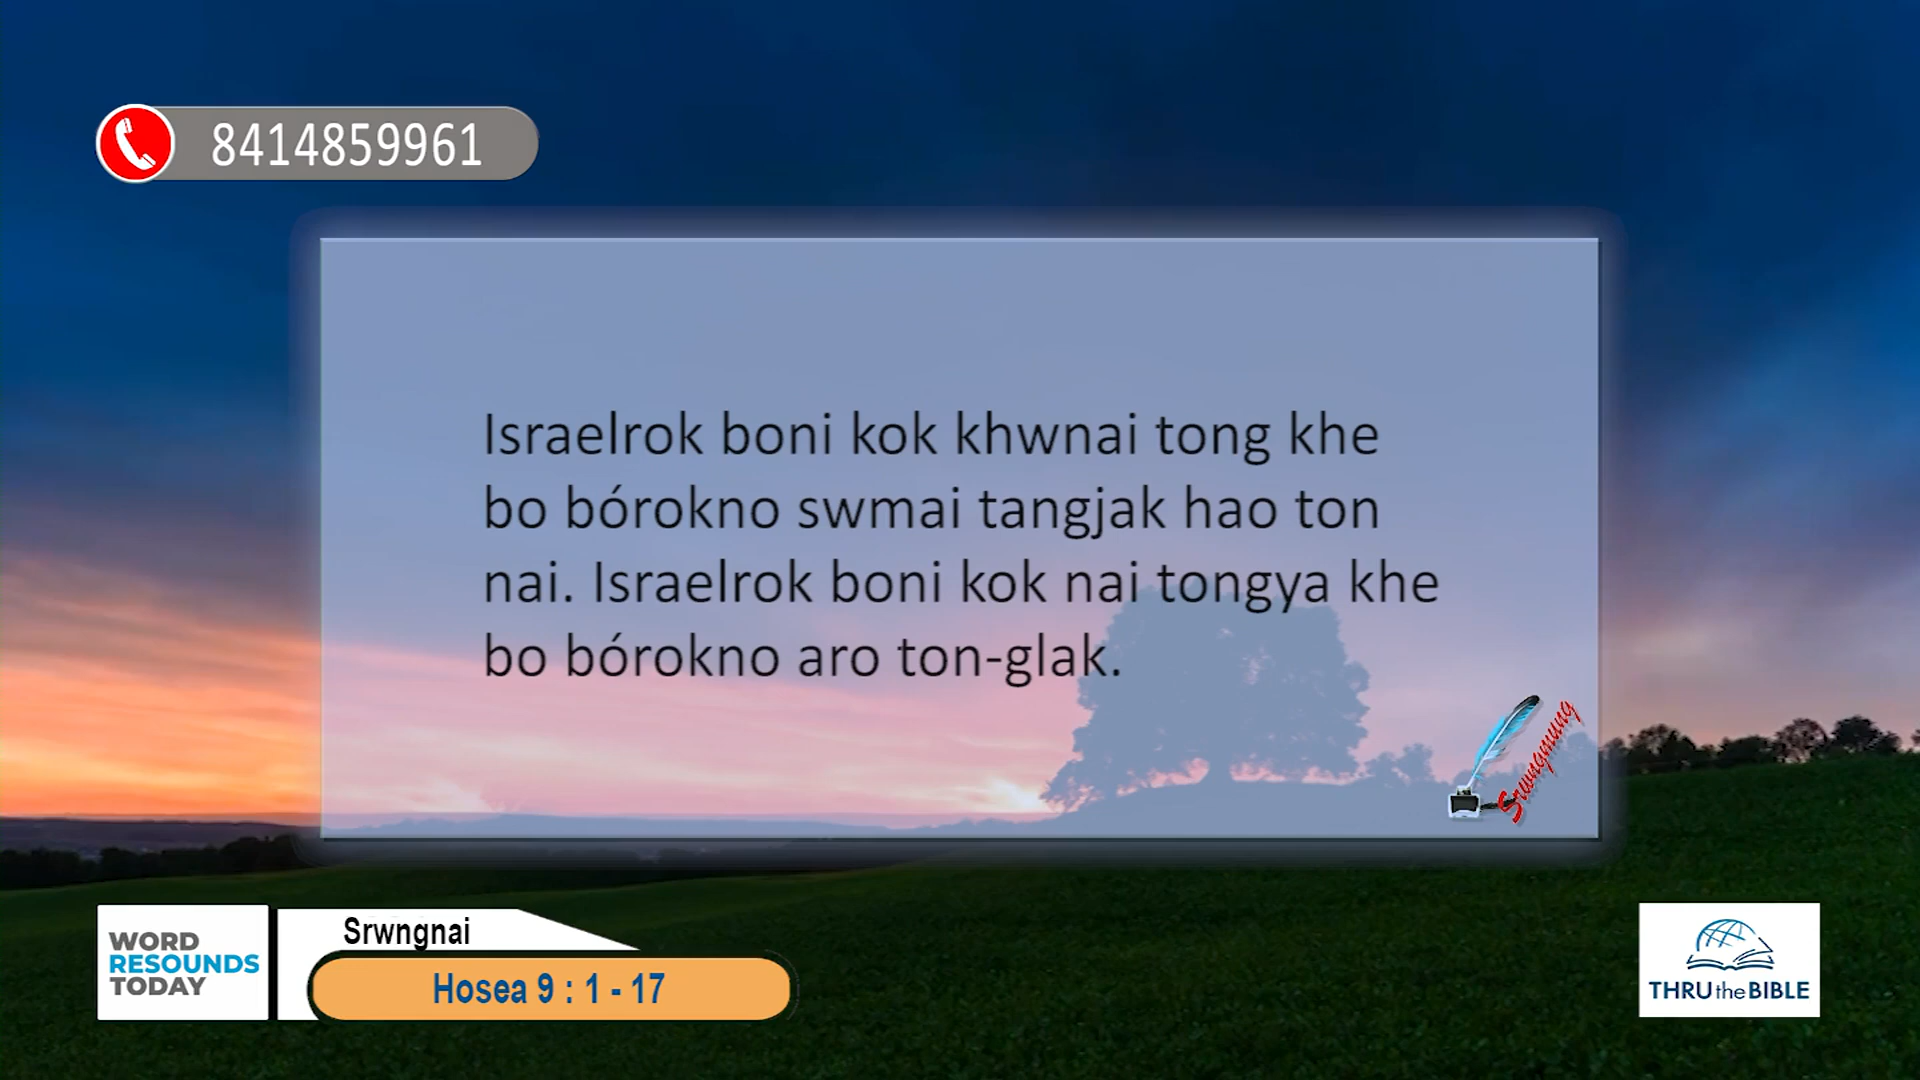 8414859961
Israelrok boni kok khwnai tong khe
bo bórokno swmai tangjak hao ton
nai. Israelrok boni kok nai tongya khe
bo bórokno aro ton-glak.
Srwngmung
WORD
RESOUNDS
TODAY
Srwngnai
Hosea 9 : 1 - 17
THRU the BIBLE